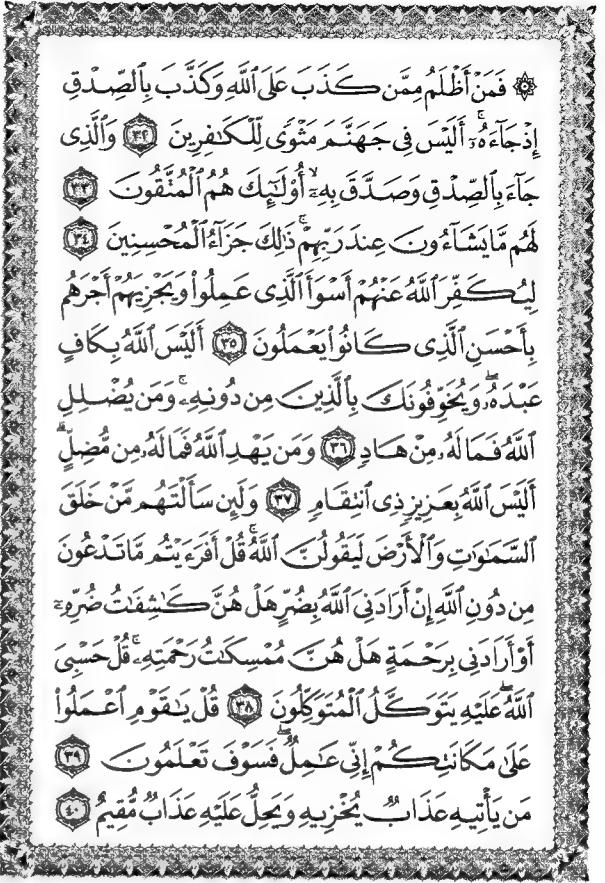 ۞ فَمَنْ أَظْلَمُ مِمَّن كَذَبَ عَلَى ٱللَّهِ وَكَذَّبَ بِٱلصِّدْقِ
إِذْ جَآءَهُۥٓ ۚ أَلَيْسَ فِى جَهَنَّمَ مَثْوًى لِّلْكَٰفِرِينَ ٣٢ وَٱلَّذِى
جَآءَ بِٱلصِّدْقِ وَصَدَّقَ بِهِۦٓ ۙ أُو۟لَٰٓئِكَ هُمُ ٱلْمُتَّقُونَ ٣٣
لَهُم مَّا يَشَآءُونَ عِندَ رَبِّهِمْ ۚ ذَٰلِكَ جَزَآءُ ٱلْمُحْسِنِينَ ٣٤
لِيُكَفِّرَ ٱللَّهُ عَنْهُمْ أَسْوَأَ ٱلَّذِى عَمِلُوا۟ وَيَجْزِيَهُمْ أَجْرَهُم
بِأَحْسَنِ ٱلَّذِى كَانُوا۟ يَعْمَلُونَ ٣٥ أَلَيْسَ ٱللَّهُ بِكَافٍ
عَبْدَهُۥ ۖ وَيُخَوِّفُونَكَ بِٱلَّذِينَ مِن دُونِهِۦ ۚ وَمَن يُضْلِلِ
ٱللَّهُ فَمَا لَهُۥ مِنْ هَادٍ ٣٦ وَمَن يَهْدِ ٱللَّهُ فَمَا لَهُۥ مِن مُّضِلٍّ ۗ
أَلَيْسَ ٱللَّهُ بِعَزِيزٍ ذِى ٱنتِقَامٍ ٣٧ وَلَئِن سَأَلْتَهُم مَّنْ خَلَقَ
ٱلسَّمَٰوَٰتِ وَٱلْأَرْضَ لَيَقُولُنَّ ٱللَّهُ ۚ قُلْ أَفَرَءَيْتُم مَّا تَدْعُونَ
مِن دُونِ ٱللَّهِ إِنْ أَرَادَنِىَ ٱللَّهُ بِضُرٍّ هَلْ هُنَّ كَٰشِفَٰتُ ضُرِّهِۦٓ
أَوْ أَرَادَنِى بِرَحْمَةٍ هَلْ هُنَّ مُمْسِكَٰتُ رَحْمَتِهِۦ ۚ قُلْ حَسْبِىَ
ٱللَّهُ ۖ عَلَيْهِ يَتَوَكَّلُ ٱلْمُتَوَكِّلُونَ ٣٨ قُلْ يَٰقَوْمِ ٱعْمَلُوا۟
عَلَىٰ مَكَانَتِكُمْ إِنِّى عَٰمِلٌ ۖ فَسَوْفَ تَعْلَمُونَ ٣٩
مَن يَأْتِيهِ عَذَابٌ يُخْزِيهِ وَيَحِلُّ عَلَيْهِ عَذَابٌ مُّقِيمٌ ٤٠